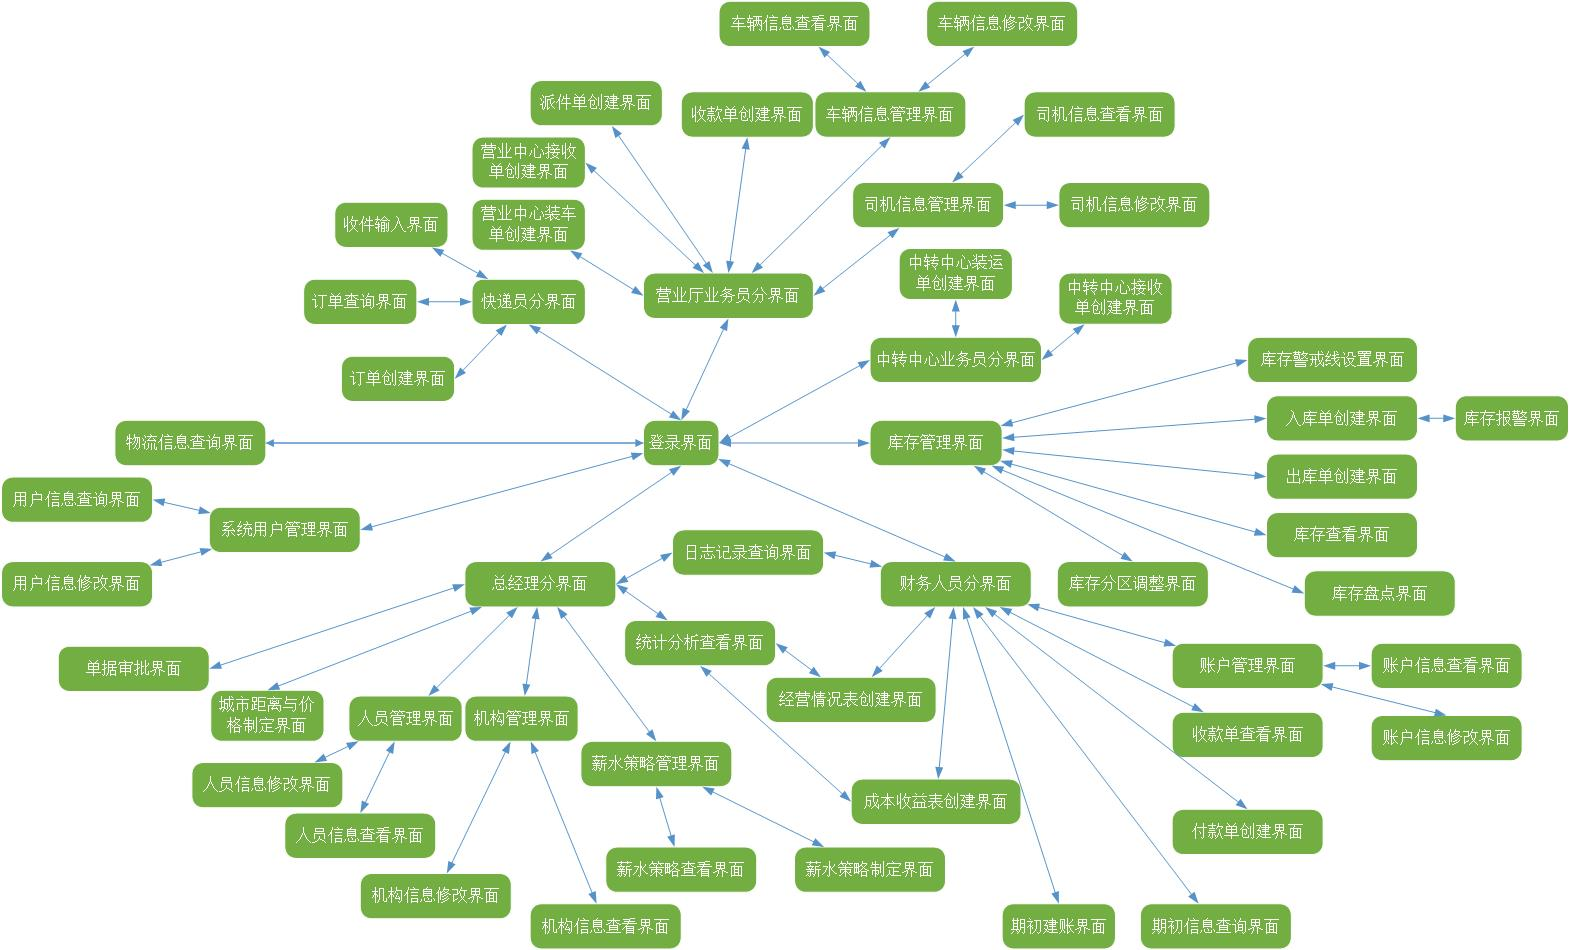 车辆信息查看界面
车辆信息修改界面
派件单创建界面
收款单创建界面
车辆信息管理界面
司机信息查看界面
营业中心接收
单创建界面
司机信息管理界面
司机信息修改界面
收件输入界面
营业中心装车
单创建界面
中转中心装运
单创建界面
中转中心接收
单创建界面
订单查询界面
快递员分界面
营业厅业务员分界面
中转中心业务员分界面
库存警戒线设置界面
订单创建界面
入库单创建界面
库存报警界面
物流信息查询界面
登录界面
库存管理界面
出库单创建界面
用户信息查询界面
系统用户管理界面
库存查看界面
用户信息修改界面
日志记录查询界面
总经理分界面
财务人员分界面
库存分区调整界面
库存盘点界面
单据审批界面
统计分析查看界面
账户管理界面
账户信息查看界面
城市距离与价
格制定界面
人员管理界面
机构管理界面
经营情况表创建界面
收款单查看界面
账户信息修改界面
人员信息修改界面
薪水策略管理界面
成本收益表创建界面
人员信息查看界面
付款单创建界面
机构信息修改界面
薪水策略查看界面
薪水策略制定界面
机构信息查看界面
期初建账界面
期初信息查询界面